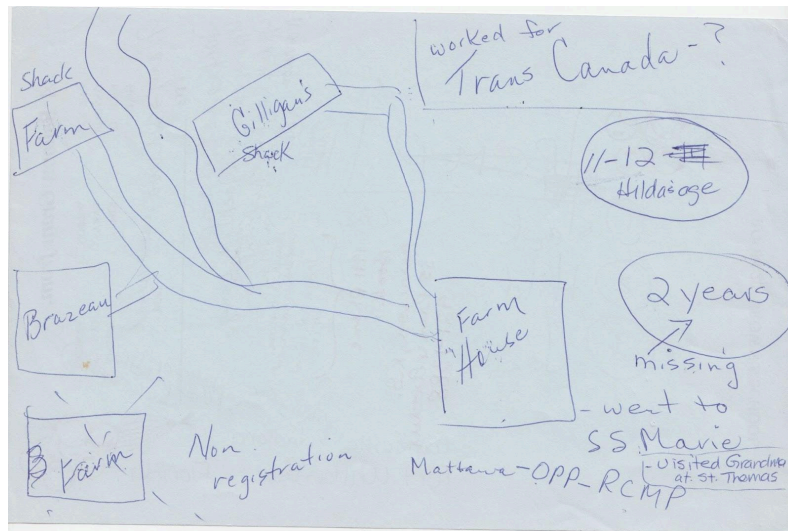 worked for
Trans Canada - ?
Shack
Farm
Gilligan's
Shack
11-12
Hildas age
Brazeau
Farm
House
2 years
missing
- went to
SS Marie
- visited Grandma
at St. Thomas
Farm
Non
registration
Mattawa - OPP - RCMP